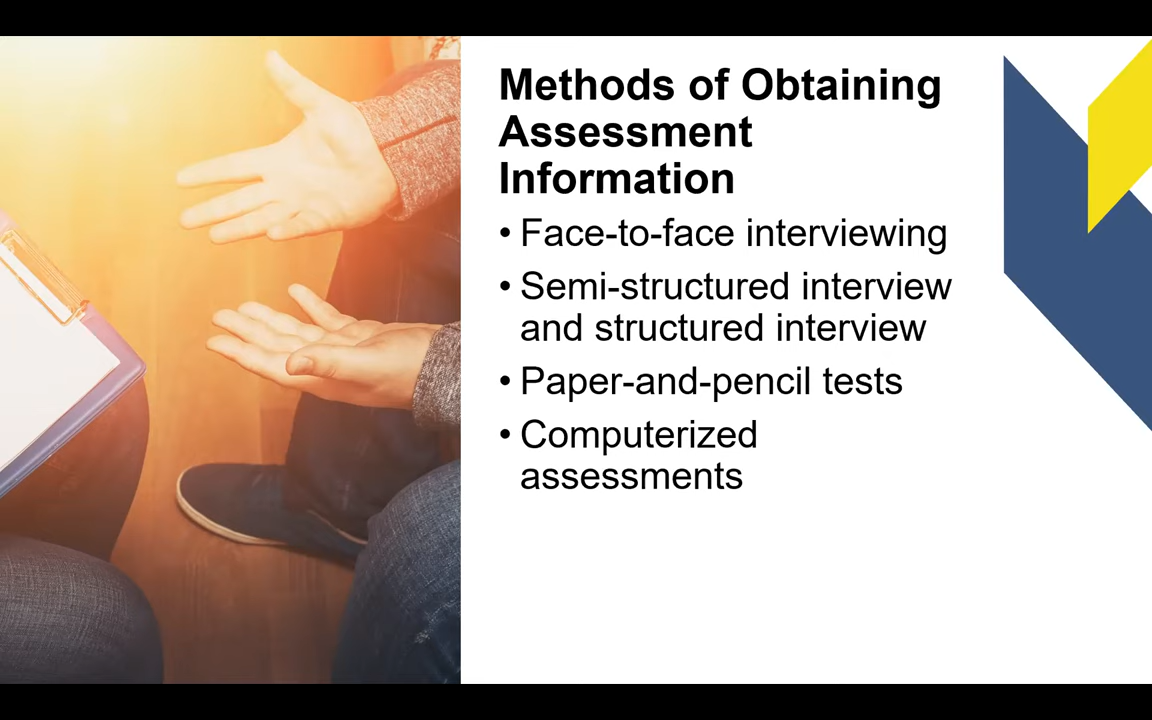 Methods of Obtaining
Assessment
Information
• Face-to-face interviewing
• Semi-structured interview
and structured interview
• Paper-and-pencil tests
• Computerized
assessments